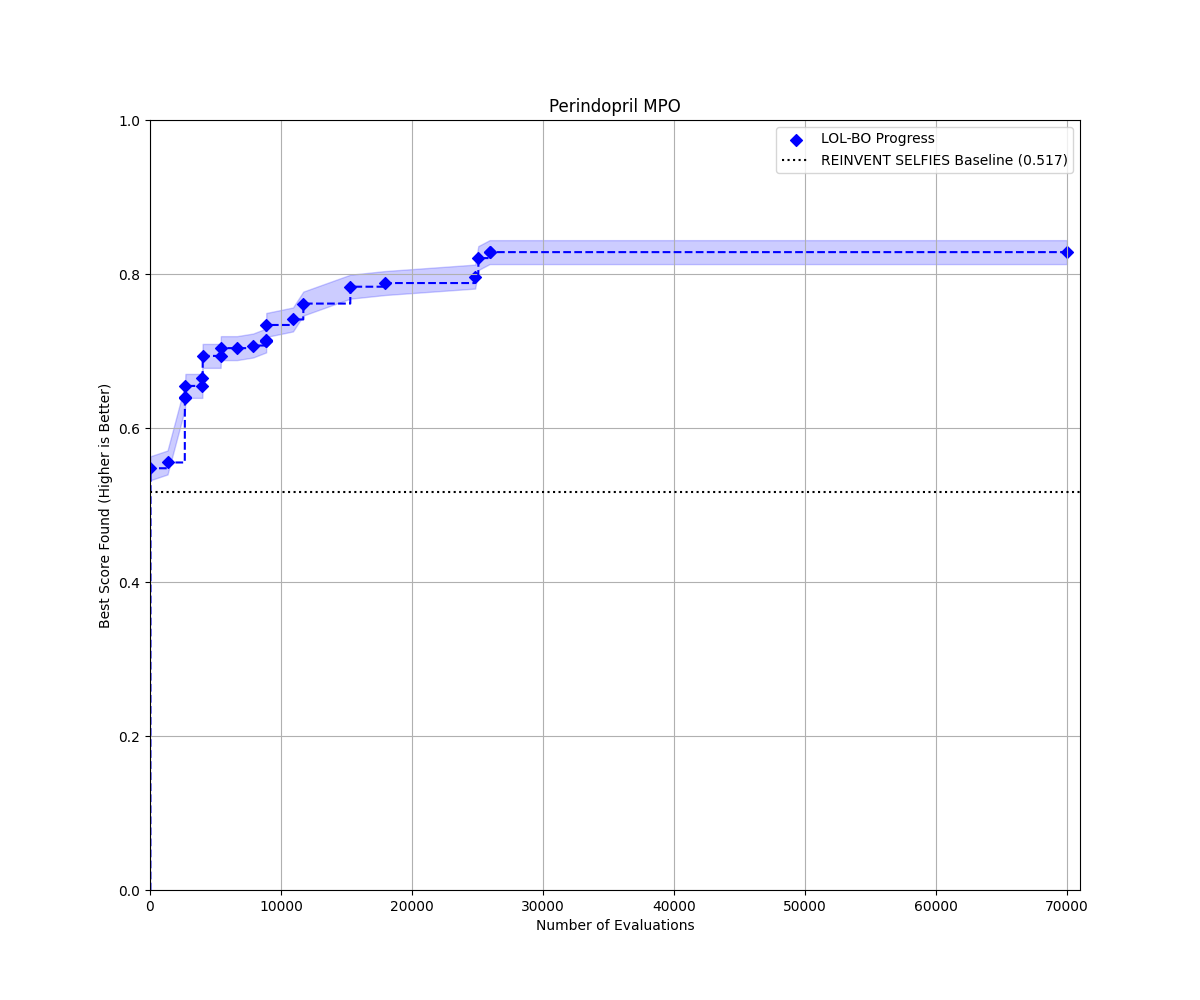 Perindopril MPO
LOL-BO Progress
REINVENT SELFIES Baseline (0.517)
Best Score Found (Higher is Better)
1.0
0.8
0.6
0.4
0.2
0.0
0 10000 20000 30000 40000 50000 60000 70000
Number of Evaluations